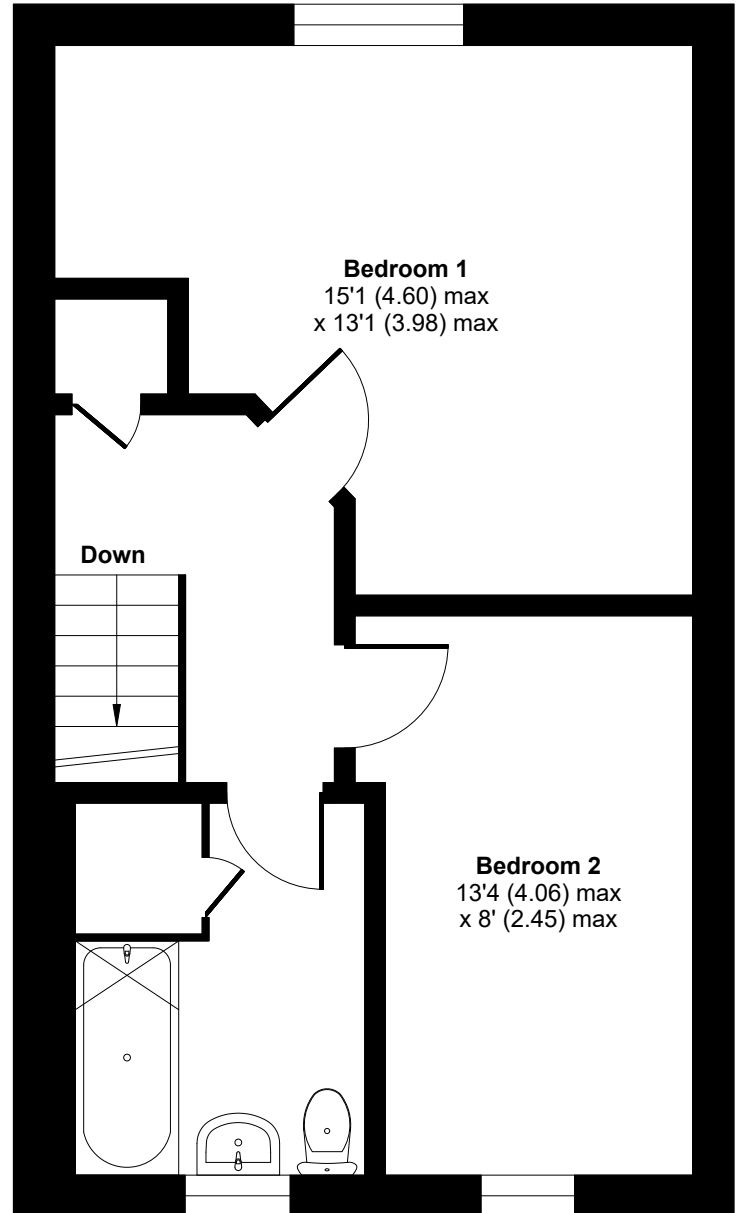 Bedroom 1
15'1 (4.60) max
x 13'1 (3.98) max
Down
Bedroom 2
13'4 (4.06) max
x 8' (2.45) max